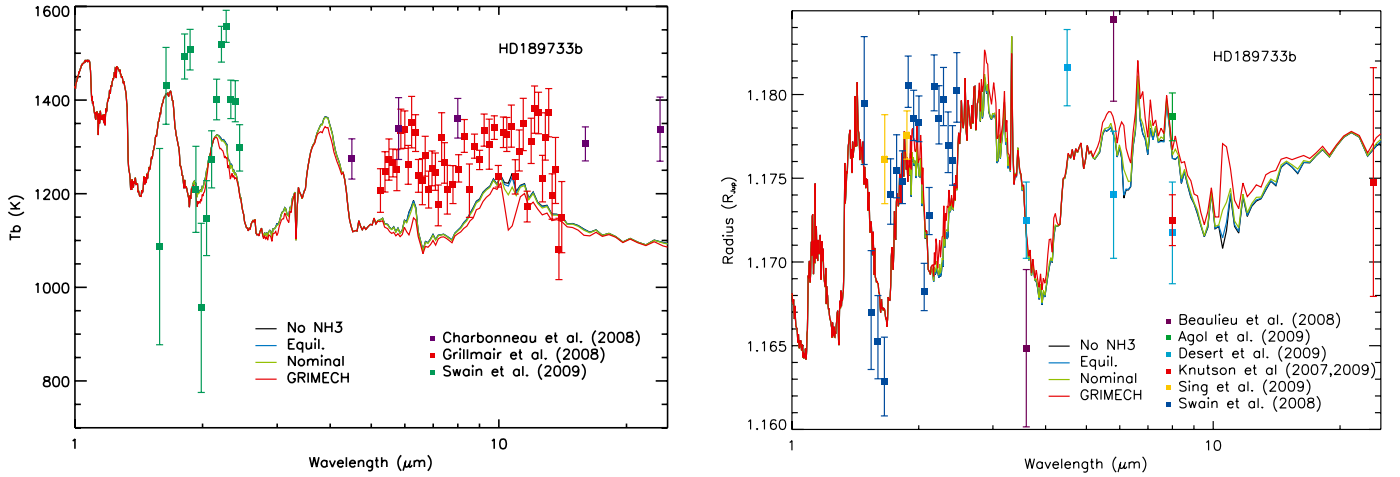 1600
1400
1200
1000
800
Tb (K)
HD189733b
No NH3
Equil.
Nominal
GRIMECH
Charbonneau et al. (2008)
Grillmair et al. (2008)
Swain et al. (2009)
1
10
Wavelength (μm)
1.180
1.175
1.170
1.165
1.160
HD189733b
No NH3
Equil.
Nominal
GRIMECH
Beaulieu et al. (2008)
Agol et al. (2009)
Desert et al. (2009)
Knutson et al (2007,2009)
Sing et al. (2009)
Swain et al. (2008)
1
10
Wavelength (μm)